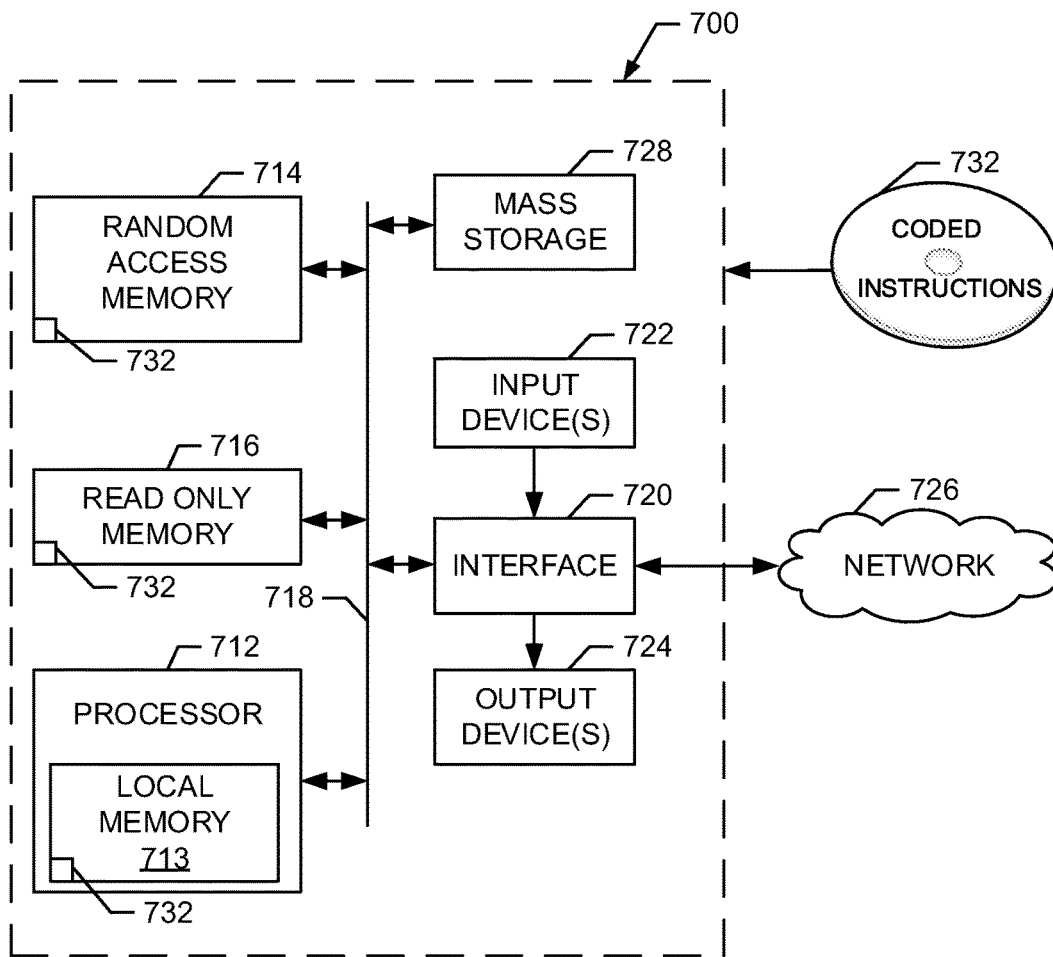 700
714
RANDOM
ACCESS
MEMORY
732
728
MASS
STORAGE
732
CODED
INSTRUCTIONS
722
INPUT
DEVICE(S)
716
READ ONLY
MEMORY
732
720
INTERFACE
726
NETWORK
718
712
PROCESSOR
LOCAL
MEMORY
713
732
724
OUTPUT
DEVICE(S)